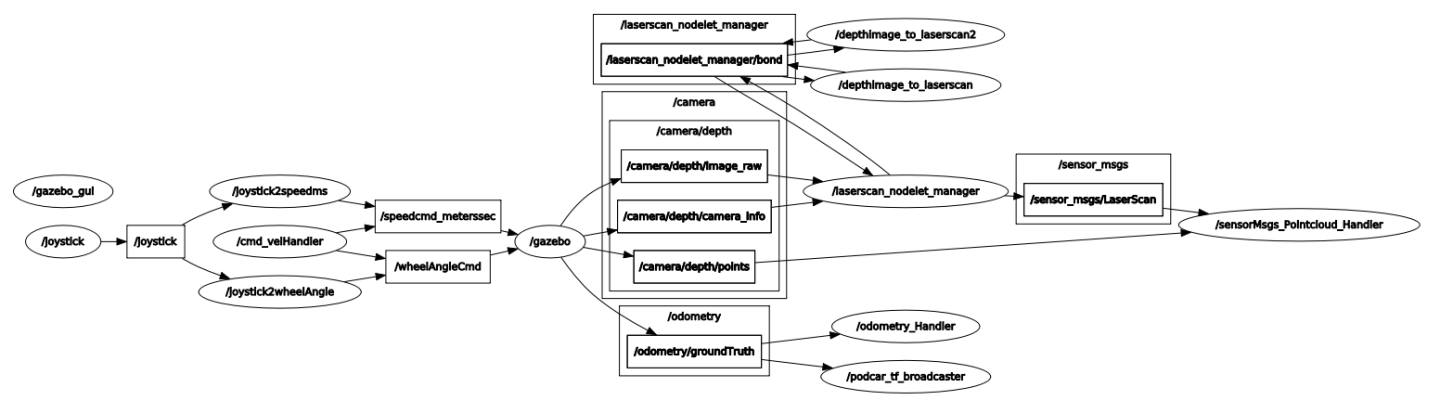 /laserscan_nodelet_manager
/depthimage_to_laserscan2
/laserscan_nodelet_manager/bond
/depthimage_to_laserscan
/camera
/camera/depth
/camera/depth/image_raw
/sensor_msgs
/gazebo_gui
/joystick2speedms
/laserscan_nodelet_manager
/sensor_msgs/LaserScan
/speedcmd_meterssec
/camera/depth/camera_info
/sensorMsgs_Pointcloud_Handler
/joystick
/joystick
/cmd_velHandler
/gazebo
/wheelAngleCmd
/camera/depth/points
/joystick2wheelAngle
/odometry
/odometry_Handler
/odometry/groundTruth
/podcar_tf_broadcaster